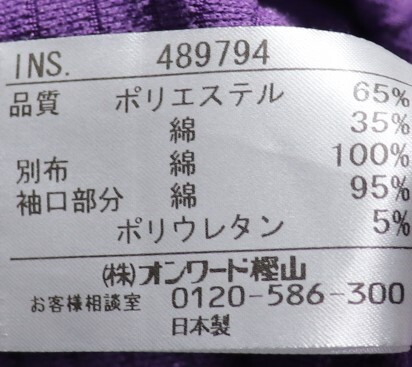 INS. 489794
品質 ポリエステル 65%
綿 35%
別布 綿 100%
袖口部分 綿 95%
ポリウレタン 5%
(株)オンワード樫山
お客様相談室 0120-586-300
日本製